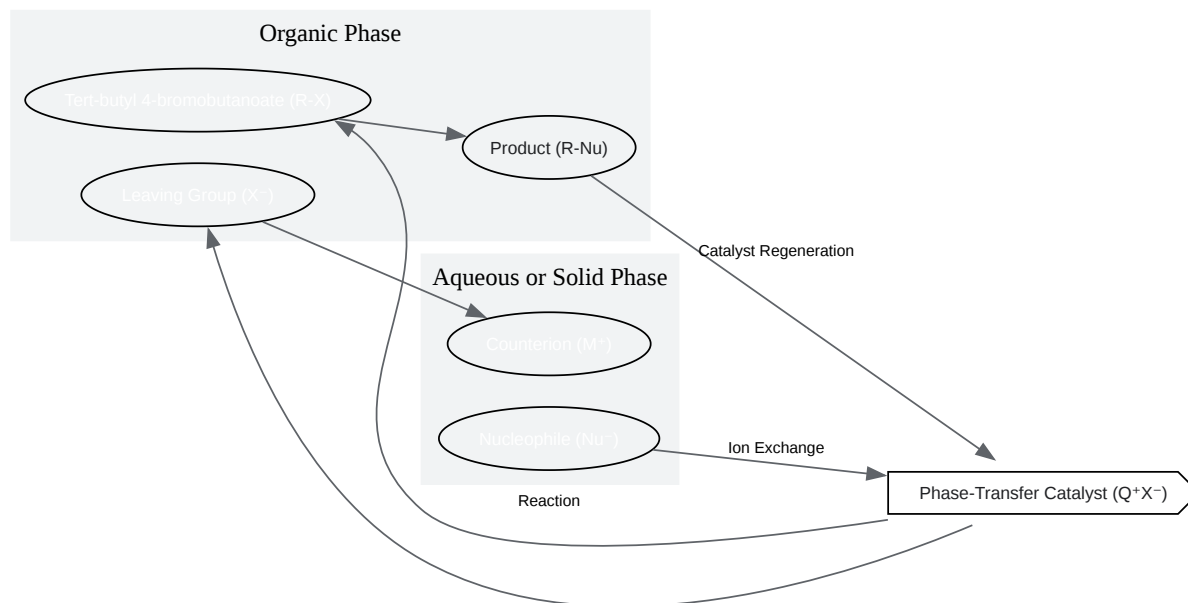 Organic Phase
Tert-butyl 4-bromobutanoate (R-X)
Product (R-Nu)
Leaving Group (X⁻)
Catalyst Regeneration
Aqueous or Solid Phase
Counterion (M⁺)
Nucleophile (Nu⁻)
Ion Exchange
Phase-Transfer Catalyst (Q⁺X⁻)
Reaction